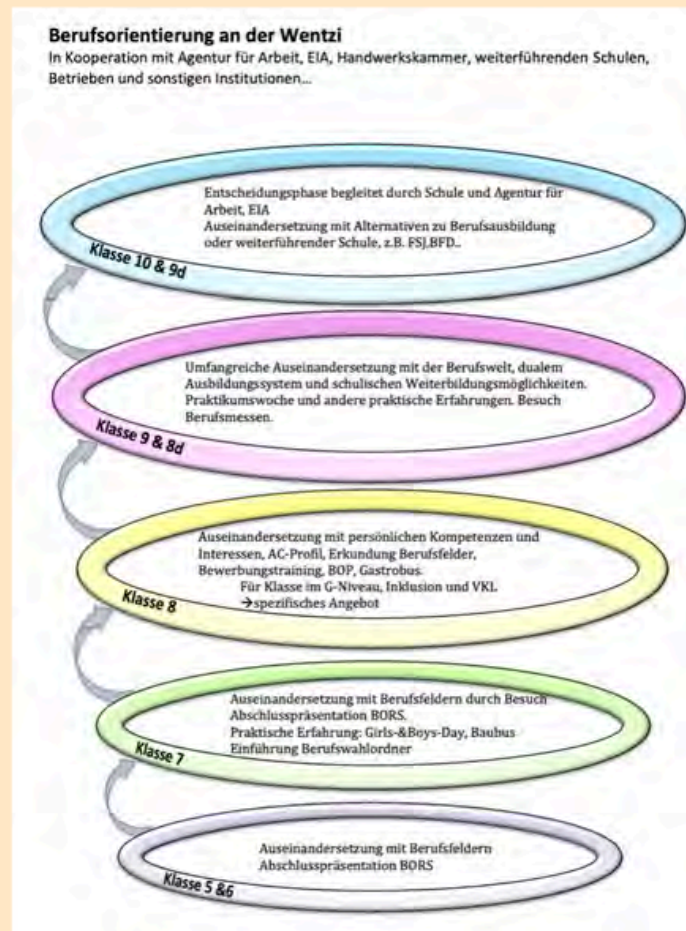 Berufsorientierung an der Wentzi
In Kooperation mit Agentur für Arbeit, EIA, Handwerkskammer, weiterführenden Schulen,
Betrieben und sonstigen Institutionen...
Entscheidungsphase begleitet durch Schule und Agentur für
Arbeit, EIA
Auseinandersetzung mit Alternativen zu Berufsausbildung
oder weiterführender Schule, z.B. FSJ,BFD..
Klasse 10 & 9d
Umfangreiche Auseinandersetzung mit der Berufswelt, dualem
Ausbildungssystem und schulischen Weiterbildungsmöglichkeiten.
Praktikumswoche und andere praktische Erfahrungen. Besuch
Berufsmessen.
Klasse 9 & 8d
Auseinandersetzung mit persönlichen Kompetenzen und
Interessen, AC-Profil, Erkundung Berufsfelder,
Bewerbungstraining, BOP, Gastrobus.
Für Klasse im G-Niveau, Inklusion und VKL
→spezifisches Angebot
Klasse 8
Auseinandersetzung mit Berufsfeldern durch Besuch
Abschlusspräsentation BORS.
Praktische Erfahrung: Girls-&Boys-Day, Baubus
Einführung Berufswahlordner
Klasse 7
Auseinandersetzung mit Berufsfeldern
Abschlusspräsentation BORS
Klasse 5 &6